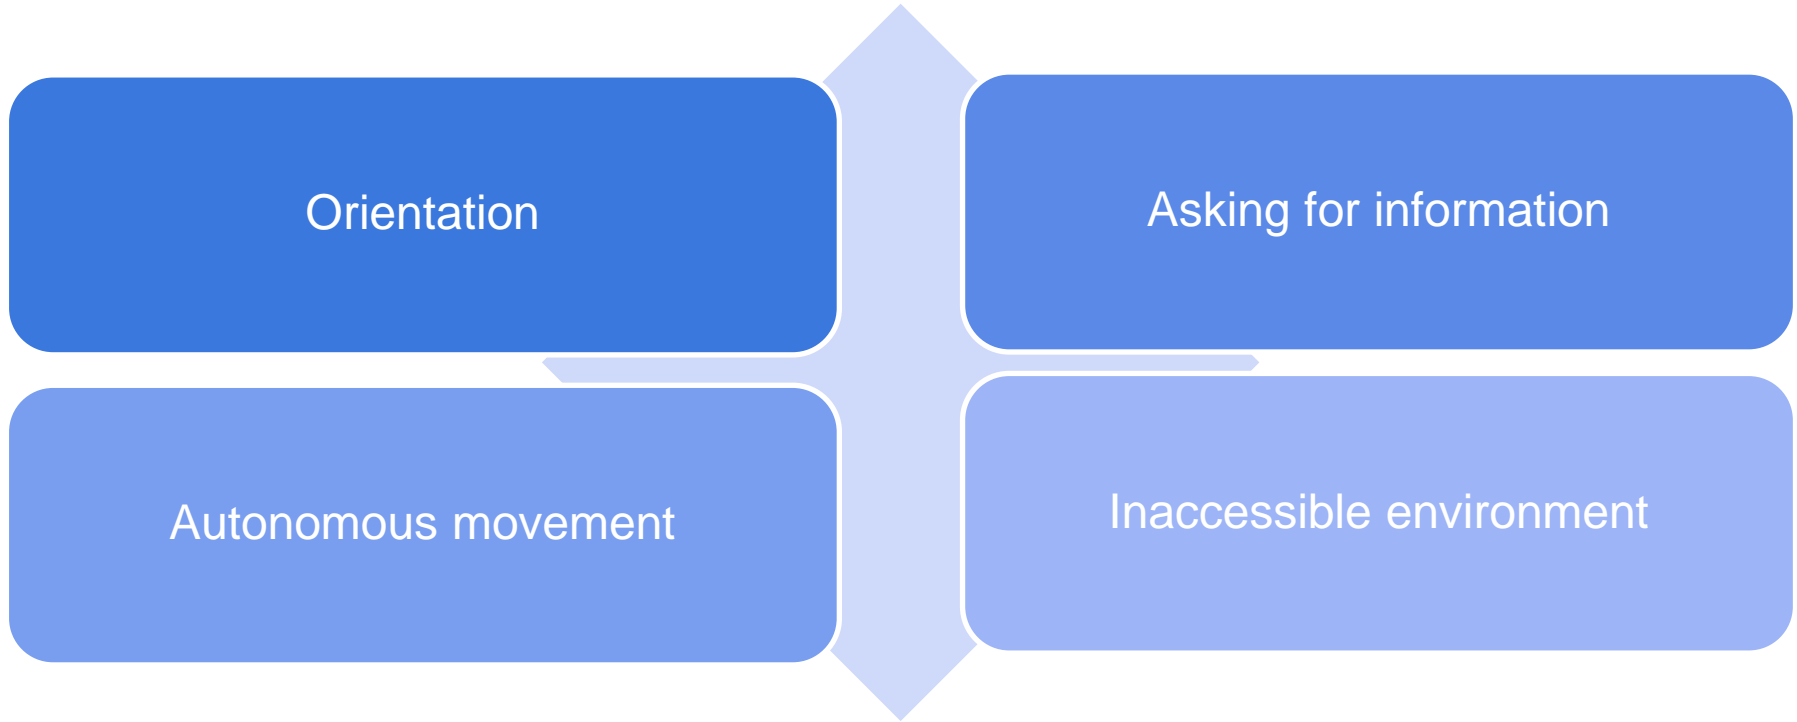 Orientation
Asking for information
Autonomous movement
Inaccessible environment